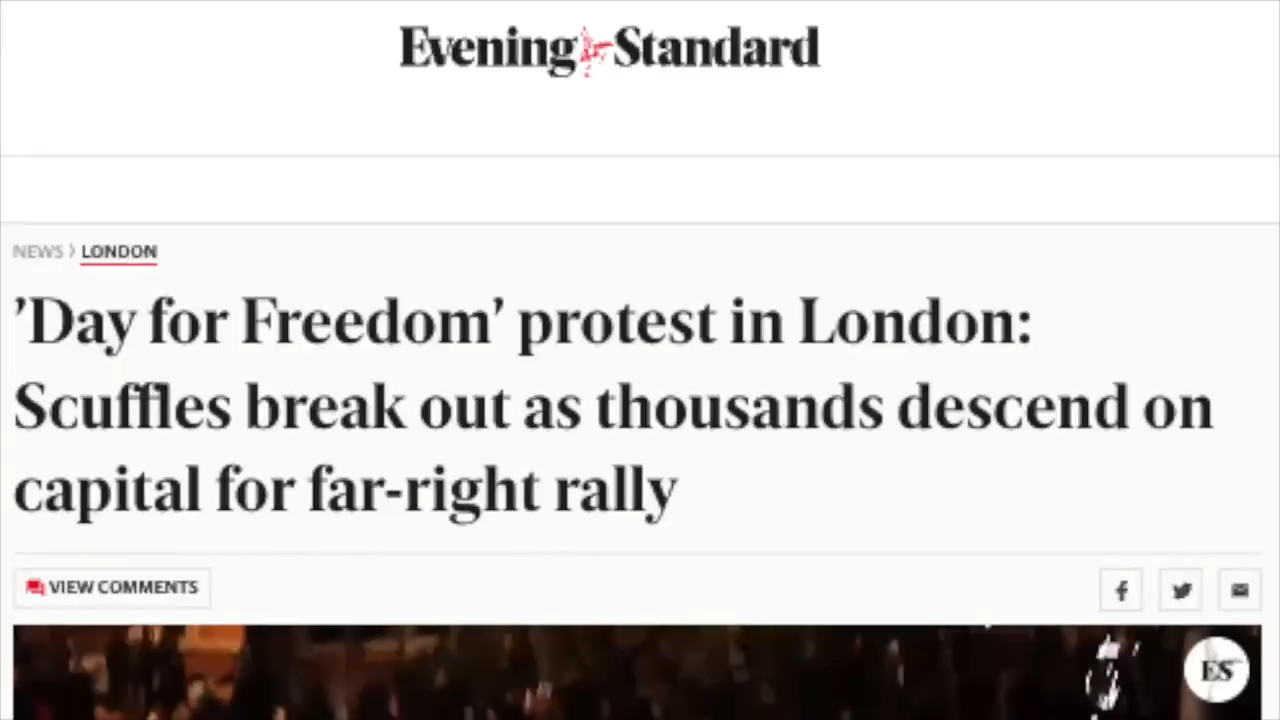 Evening Standard
NEWS 〉 LONDON
’Day for Freedom’ protest in London:
Scuffles break out as thousands descend on
capital for far-right rally
VIEW COMMENTS
ES